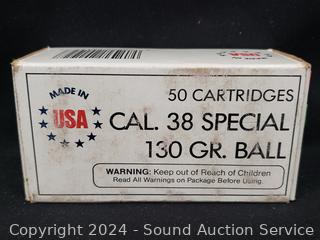 MADE IN
USA
50 CARTRIDGES
CAL. 38 SPECIAL
130 GR. BALL
WARNING: Keep out of Reach of Children
Read All Warnings on Package Before Using.
Copyright 2024 - Sound Auction Service